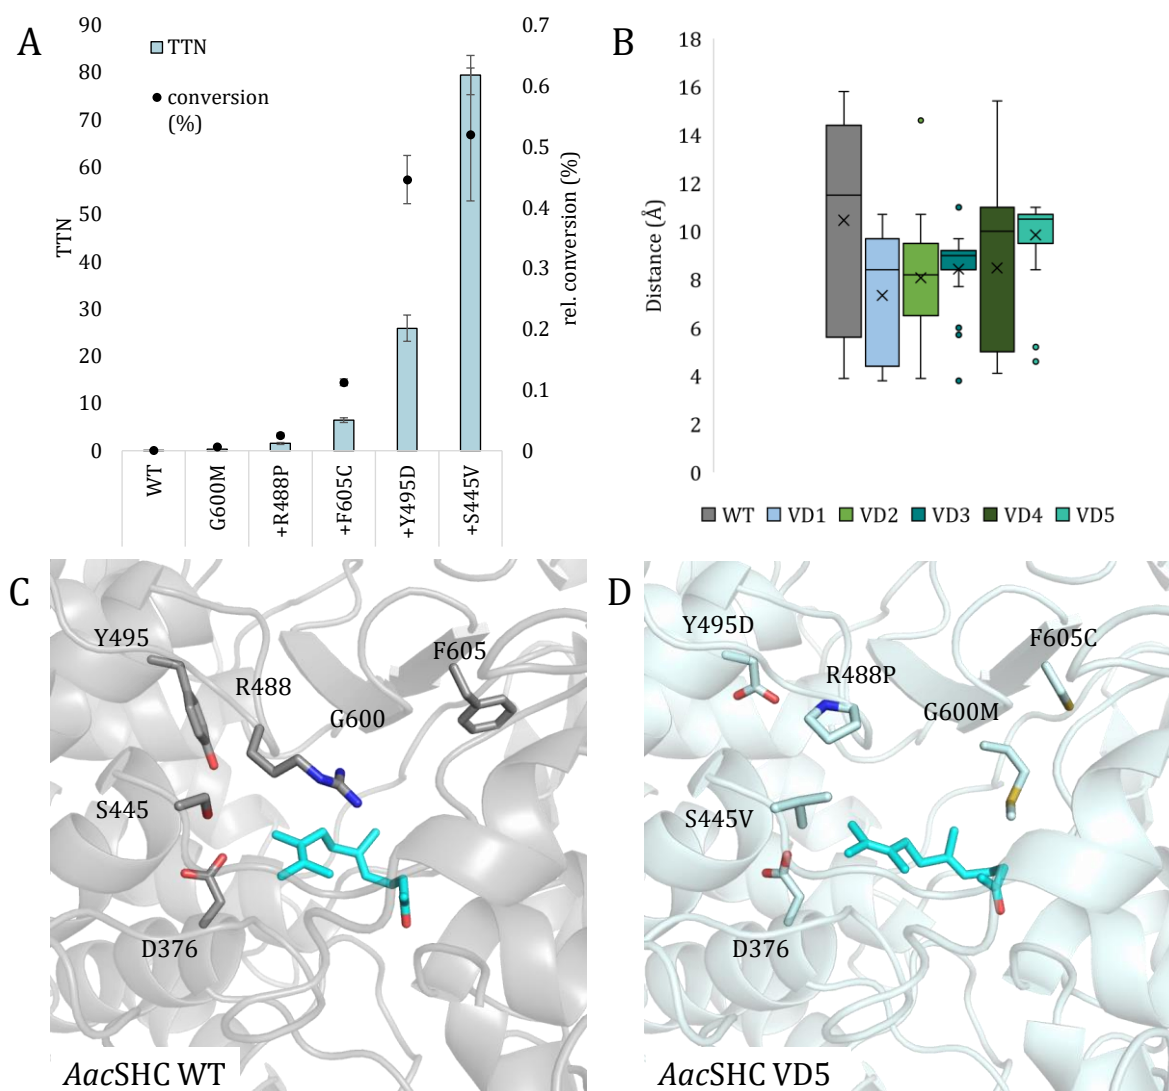 A
TTN
conversion
(%)
90
80
70
60
50
40
30
20
10
0
TTN
0.7
0.6
0.5
0.4
0.3
0.2
0.1
0
rel. conversion (%)
WT
G600M
+R488P
+F605C
+Y495D
+S445V
B
18
16
14
12
10
8
6
4
2
0
Distance (Å)
WT VD1 VD2 VD3 VD4 VD5
C
Y495
R488
G600
F605
S445
D376
AacSHC WT
D
Y495D
R488P
G600M
F605C
S445V
D376
AacSHC VD5